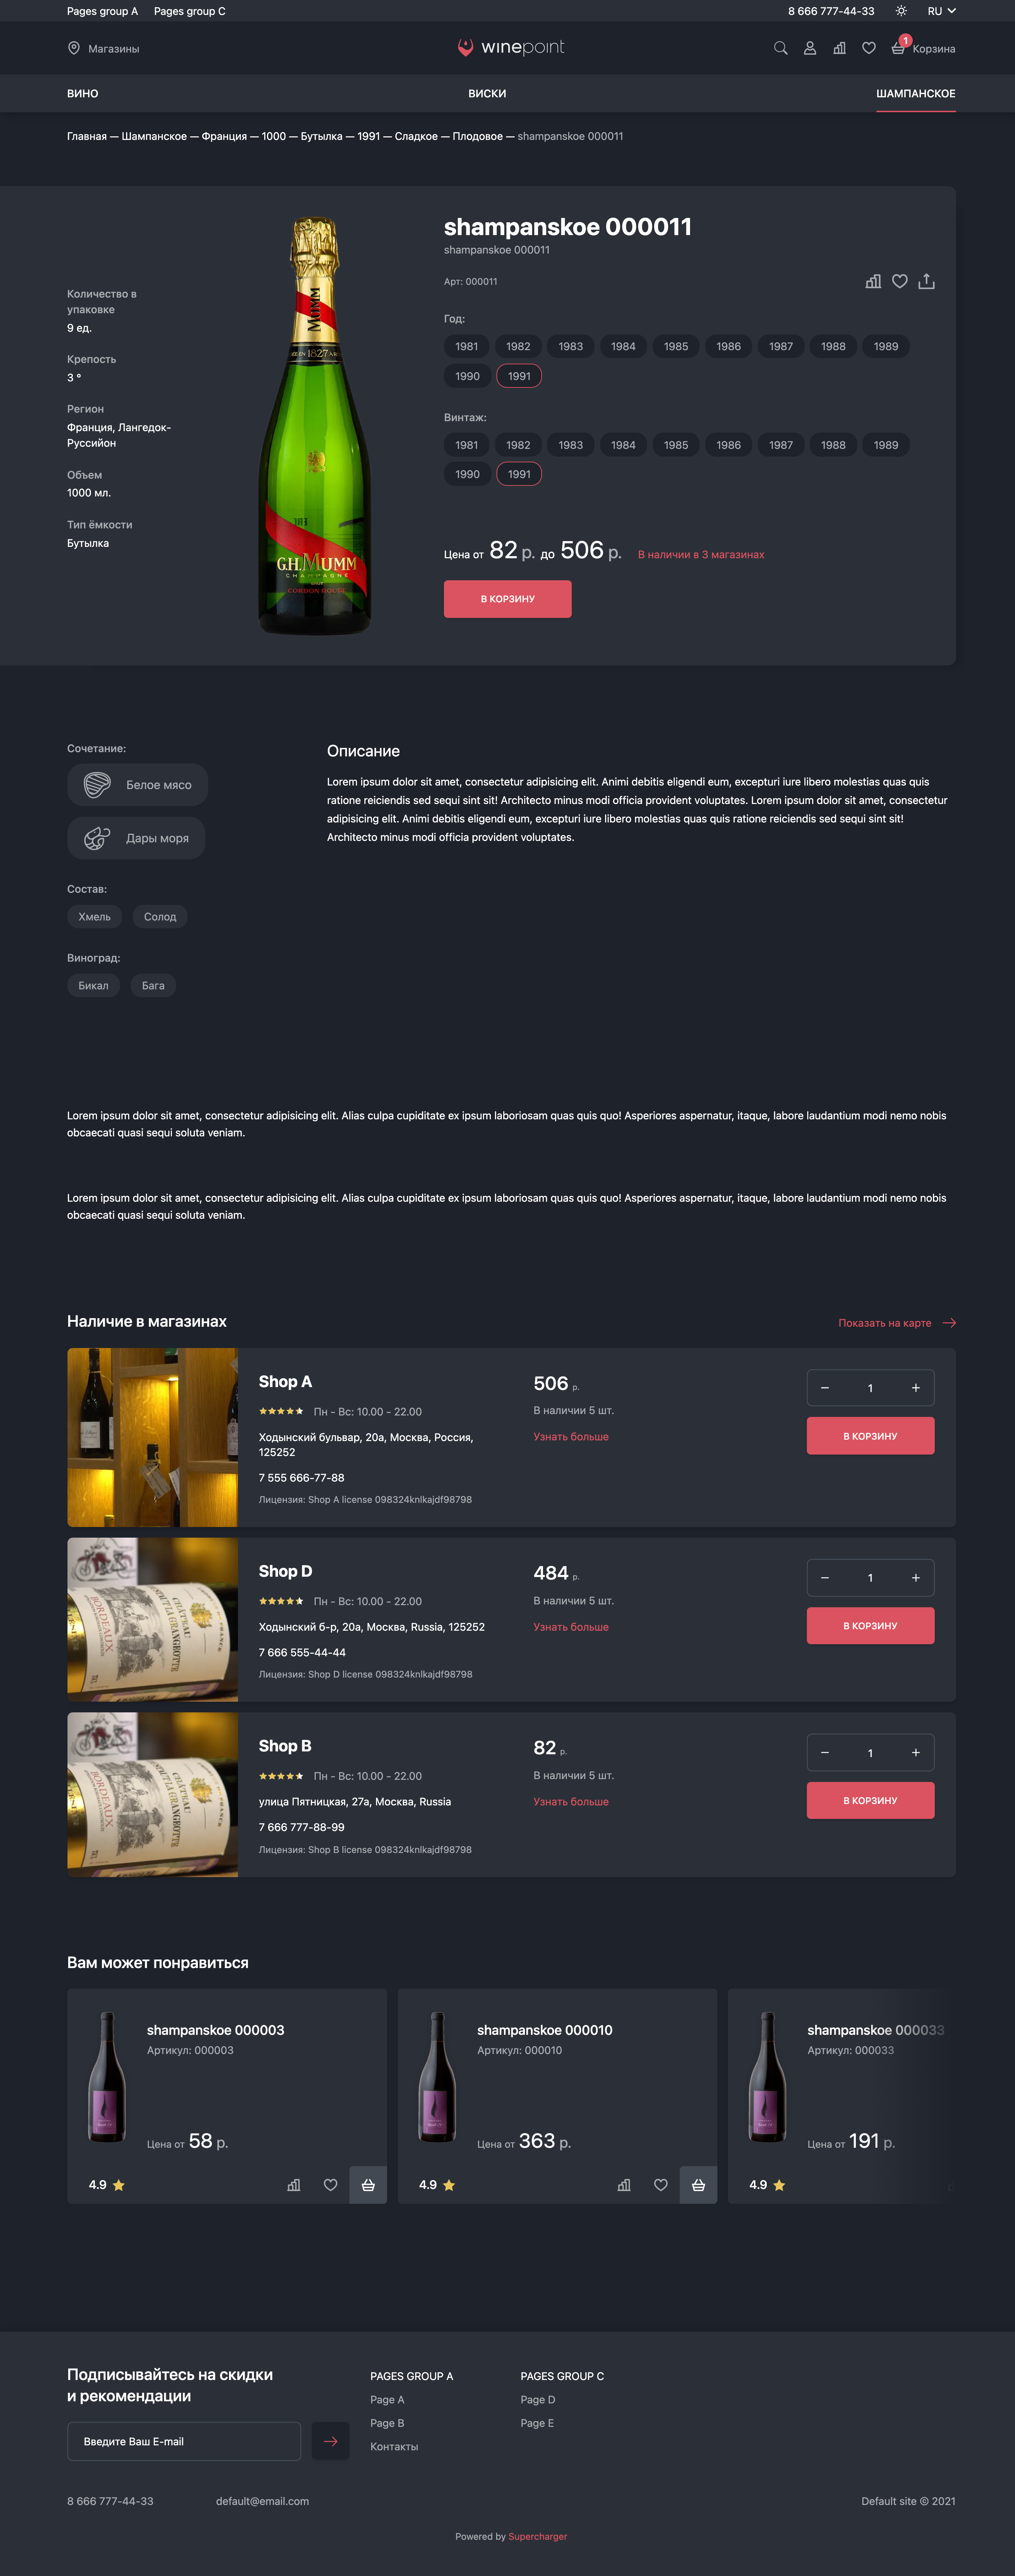 Pages group A Pages group C 8 666 777-44-33 RU
Магазины winepoint 1 Корзина
ВИНО ВИСКИ ШАМПАНСКОЕ
Главная — Шампанское — Франция — 1000 — Бутылка — 1991 — Сладкое — Плодовое — shampanskoe 000011
shampanskoe 000011
shampanskoe 000011
Арт: 000011
Количество в
упаковке
9 ед.
Крепость
3 °
Регион
Франция, Лангедок-
Руссийон
Объем
1000 мл.
Тип ёмкости
Бутылка
MUMM
1827
G.H.MUMM
CHAMPAGNE
CORDON ROUGE
Год:
1981 1982 1983 1984 1985 1986 1987 1988 1989
1990 1991
Винтаж:
1981 1982 1983 1984 1985 1986 1987 1988 1989
1990 1991
Цена от 82 р. до 506 р. В наличии в 3 магазинах
В КОРЗИНУ
Сочетание:
Белое мясо
Дары моря
Состав:
Хмель Солод
Виноград:
Бикал Бага
Описание
Lorem ipsum dolor sit amet, consectetur adipisicing elit. Animi debitis eligendi eum, excepturi iure libero molestias quas quis
ratione reiciendis sed sequi sint sit! Architecto minus modi officia provident voluptates. Lorem ipsum dolor sit amet, consectetur
adipisicing elit. Animi debitis eligendi eum, excepturi iure libero molestias quas quis ratione reiciendis sed sequi sint sit!
Architecto minus modi officia provident voluptates.
Lorem ipsum dolor sit amet, consectetur adipisicing elit. Alias culpa cupiditate ex ipsum laboriosam quas quis quo! Asperiores aspernatur, itaque, labore laudantium modi nemo nobis
obcaecati quasi sequi soluta veniam.
Lorem ipsum dolor sit amet, consectetur adipisicing elit. Alias culpa cupiditate ex ipsum laboriosam quas quis quo! Asperiores aspernatur, itaque, labore laudantium modi nemo nobis
obcaecati quasi sequi soluta veniam.
Наличие в магазинах Показать на карте
Shop A
Пн - Вс: 10.00 - 22.00
Ходынский бульвар, 20а, Москва, Россия,
125252
7 555 666-77-88
Лицензия: Shop A license 098324knlkajdf98798
506 р.
В наличии 5 шт.
Узнать больше
− 1 +
В КОРЗИНУ
BORDEAUX
CHATEAU
Shop D
Пн - Вс: 10.00 - 22.00
Ходынский б-р, 20а, Москва, Russia, 125252
7 666 555-44-44
Лицензия: Shop D license 098324knlkajdf98798
484 р.
В наличии 5 шт.
Узнать больше
− 1 +
В КОРЗИНУ
BORDEAUX
CHATEAU
Shop B
Пн - Вс: 10.00 - 22.00
улица Пятницкая, 27а, Москва, Russia
7 666 777-88-99
Лицензия: Shop B license 098324knlkajdf98798
82 р.
В наличии 5 шт.
Узнать больше
− 1 +
В КОРЗИНУ
Вам может понравиться
shampanskoe 000003
Артикул: 000003
Цена от 58 р.
4.9
shampanskoe 000010
Артикул: 000010
Цена от 363 р.
4.9
shampanskoe 000033
Артикул: 000033
Цена от 191 р.
4.9
Подписывайтесь на скидки
и рекомендации
Введите Ваш E-mail
PAGES GROUP A
Page A
Page B
Контакты
PAGES GROUP C
Page D
Page E
8 666 777-44-33 default@email.com Default site © 2021
Powered by Supercharger